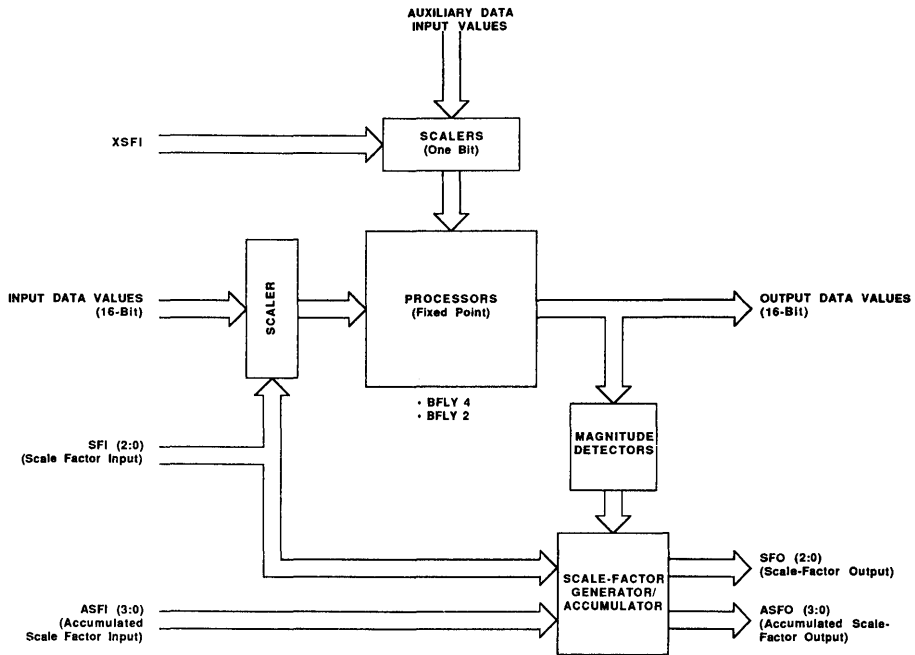 AUXILIARY DATA
INPUT VALUES
XSFI
SCALERS
(One Bit)
INPUT DATA VALUES
(16-Bit)
SCALER
PROCESSORS
(Fixed Point)
OUTPUT DATA VALUES
(16-Bit)
• BFLY 4
• BFLY 2
MAGNITUDE
DETECTORS
SFI (2:0)
(Scale Factor Input)
SCALE-FACTOR
GENERATOR/
ACCUMULATOR
SFO (2:0)
(Scale-Factor Output)
ASFI (3:0)
(Accumulated
Scale Factor Input)
ASFO (3:0)
(Accumulated Scale-
Factor Output)